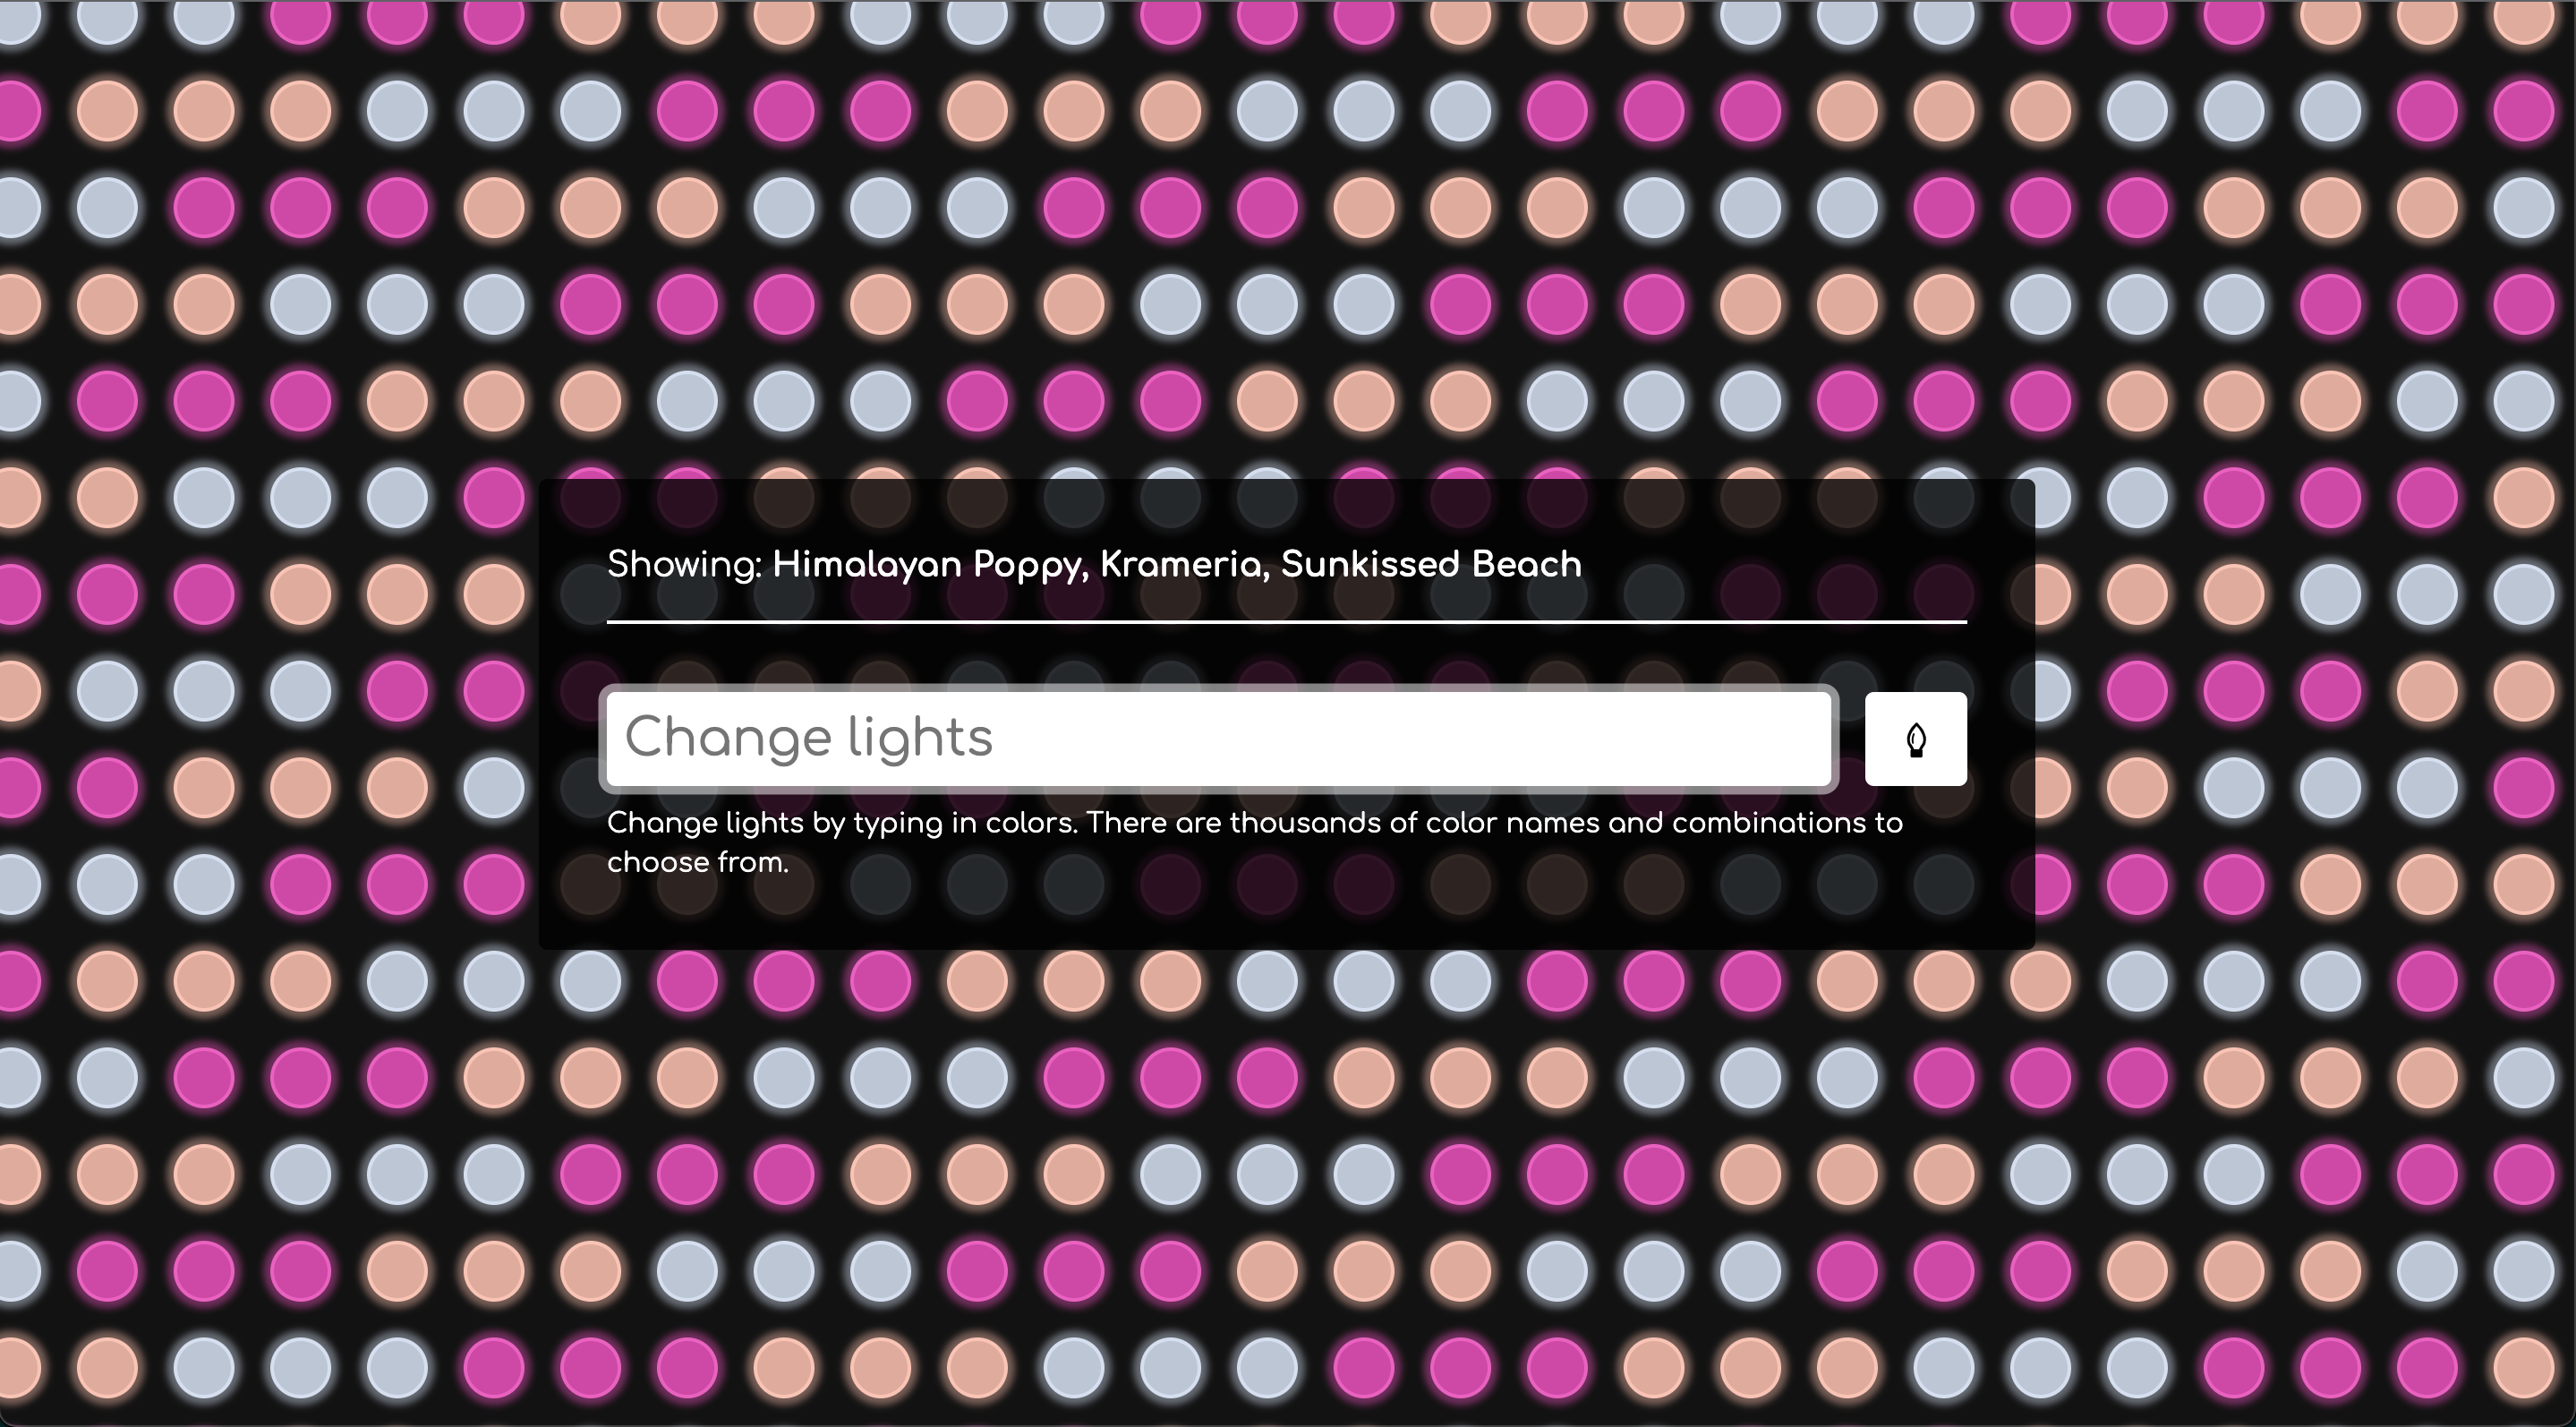 Showing: Himalayan Poppy, Krameria, Sunkissed Beach
Change lights
Change lights by typing in colors. There are thousands of color names and combinations to
choose from.